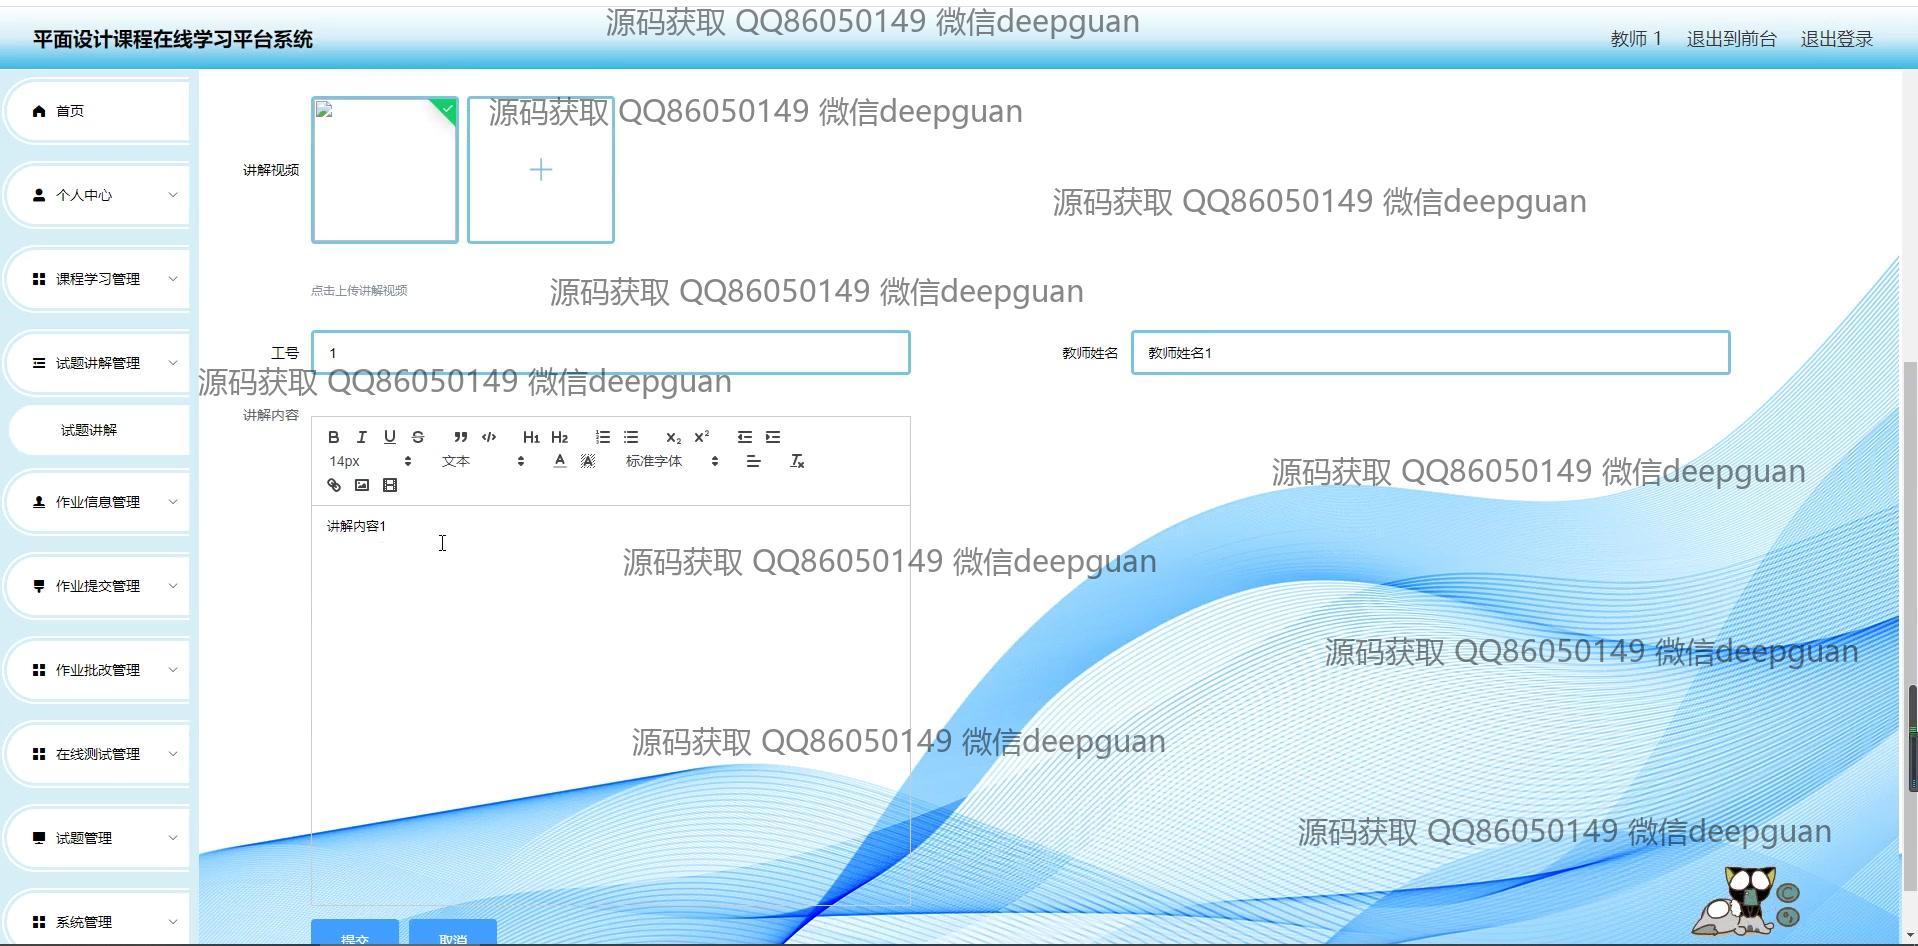 源码获取 QQ86050149 微信deepguan
平面设计课程在线学习平台系统
教师 1
退出到前台
退出登录
首页
个人中心
课程学习管理
试题讲解管理
试题讲解
作业信息管理
作业提交管理
作业批改管理
在线测试管理
试题管理
系统管理
源码获取 QQ86050149 微信deepguan
讲解视频
源码获取 QQ86050149 微信deepguan
点击上传讲解视频
源码获取 QQ86050149 微信deepguan
工号
1
教师姓名
教师姓名1
源码获取 QQ86050149 微信deepguan
讲解内容
B I U S H1 H2 X2 X2
14px 文本 A A 标准字体 Tx
源码获取 QQ86050149 微信deepguan
讲解内容1
源码获取 QQ86050149 微信deepguan
源码获取 QQ86050149 微信deepguan
源码获取 QQ86050149 微信deepguan
源码获取 QQ86050149 微信deepguan
提交
取消